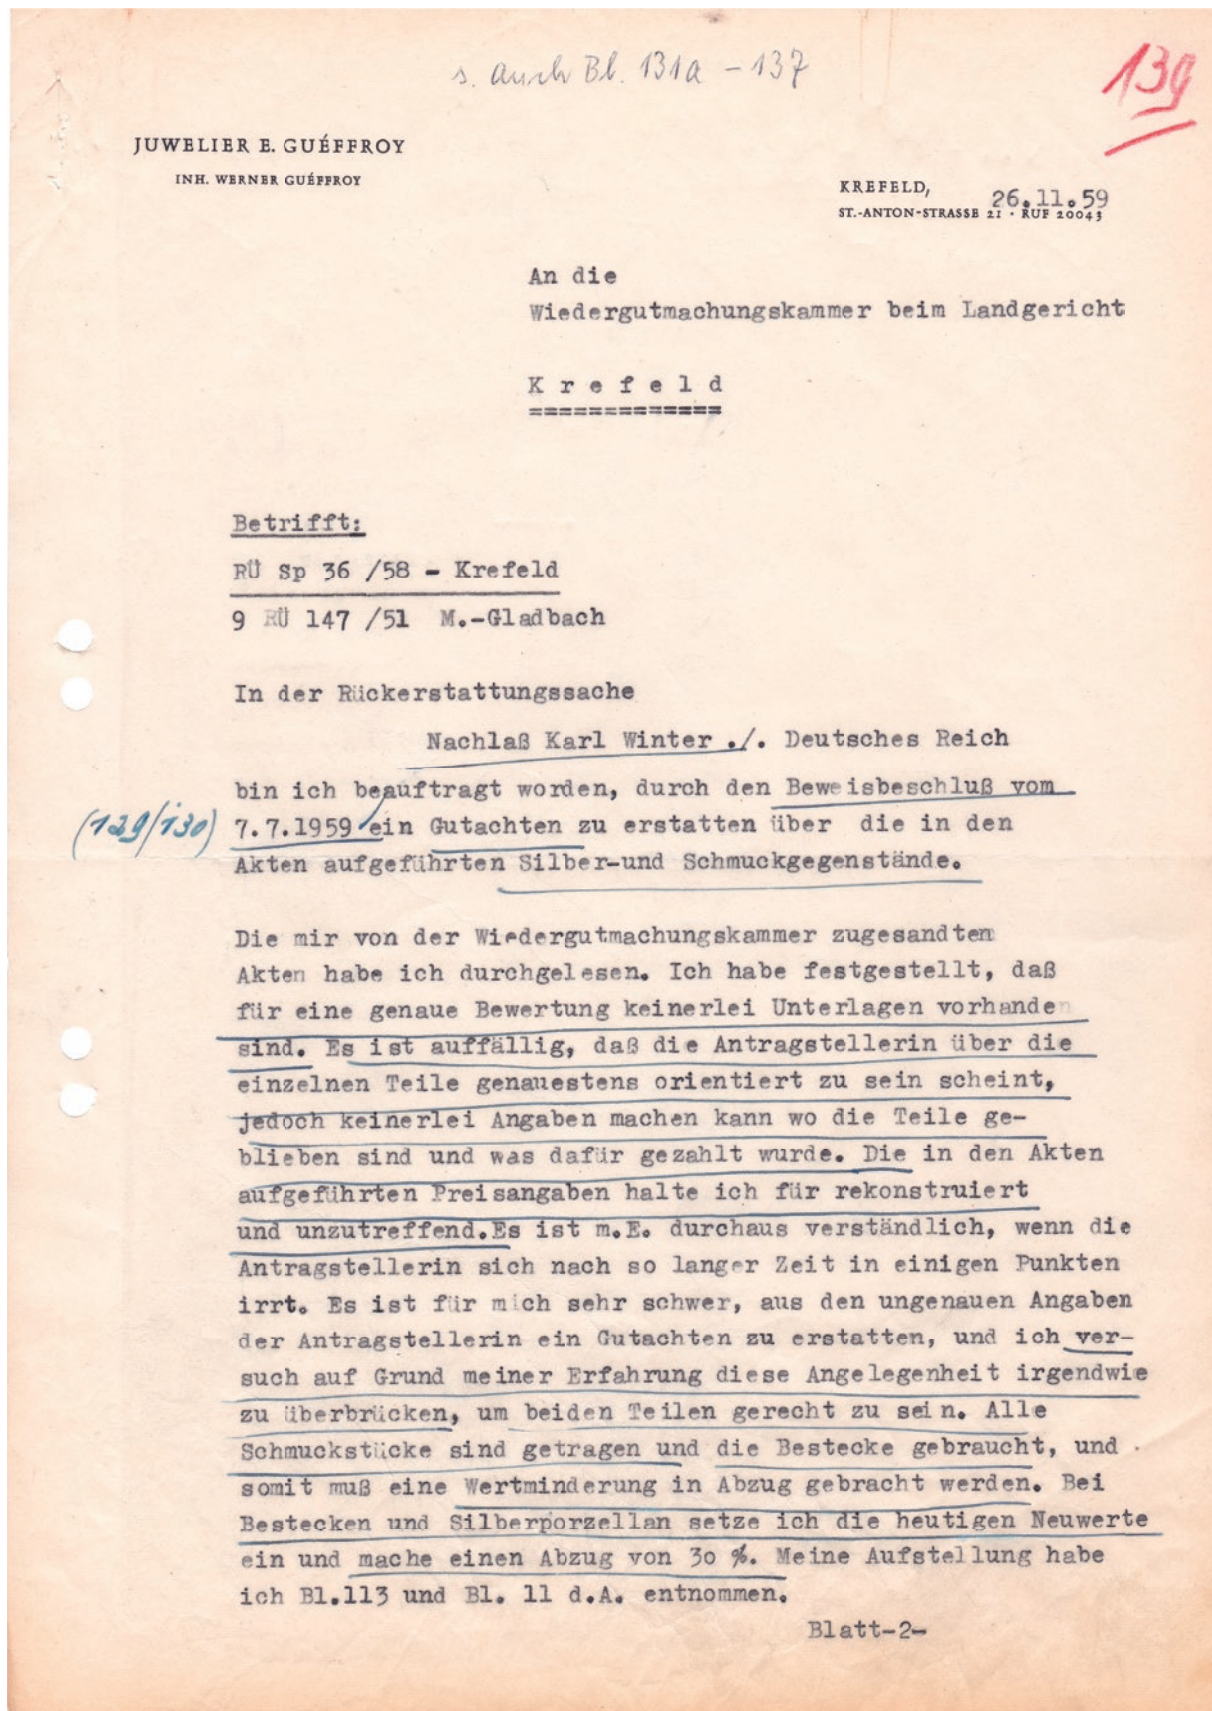 s. auch Bl. 131a - 137
139
JUWELIER E. GUÉFFROY
INH. WERNER GUÉFFROY
KREFELD, 26.11.59
ST.-ANTON-STRASSE 21 · RUF 20043
An die
Wiedergutmachungskammer beim Landgericht
K r e f e l d
=============
Betrifft:
RÜ Sp 36 /58 - Krefeld
9 RÜ 147 /51 M.-Gladbach
In der Rückerstattungssache
Nachlaß Karl Winter ./. Deutsches Reich
bin ich beauftragt worden, durch den Beweisbeschluß vom
(129/130) 7.7.1959 ein Gutachten zu erstatten über die in den
Akten aufgeführten Silber-und Schmuckgegenstände.
Die mir von der Wiedergutmachungskammer zugesandten
Akten habe ich durchgelesen. Ich habe festgestellt, daß
für eine genaue Bewertung keinerlei Unterlagen vorhanden
sind. Es ist auffällig, daß die Antragstellerin über die
einzelnen Teile genauestens orientiert zu sein scheint,
jedoch keinerlei Angaben machen kann wo die Teile ge-
blieben sind und was dafür gezahlt wurde. Die in den Akten
aufgeführten Preisangaben halte ich für rekonstruiert
und unzutreffend.Es ist m.E. durchaus verständlich, wenn die
Antragstellerin sich nach so langer Zeit in einigen Punkten
irrt. Es ist für mich sehr schwer, aus den ungenauen Angaben
der Antragstellerin ein Gutachten zu erstatten, und ich ver-
such auf Grund meiner Erfahrung diese Angelegenheit irgendwie
zu überbrücken, um beiden Teilen gerecht zu sein. Alle
Schmuckstücke sind getragen und die Bestecke gebraucht, und
somit muß eine Wertminderung in Abzug gebracht werden. Bei
Bestecken und Silberporzellan setze ich die heutigen Neuwerte
ein und mache einen Abzug von 30 %. Meine Aufstellung habe
ich Bl.113 und Bl. 11 d.A. entnommen.
Blatt-2-